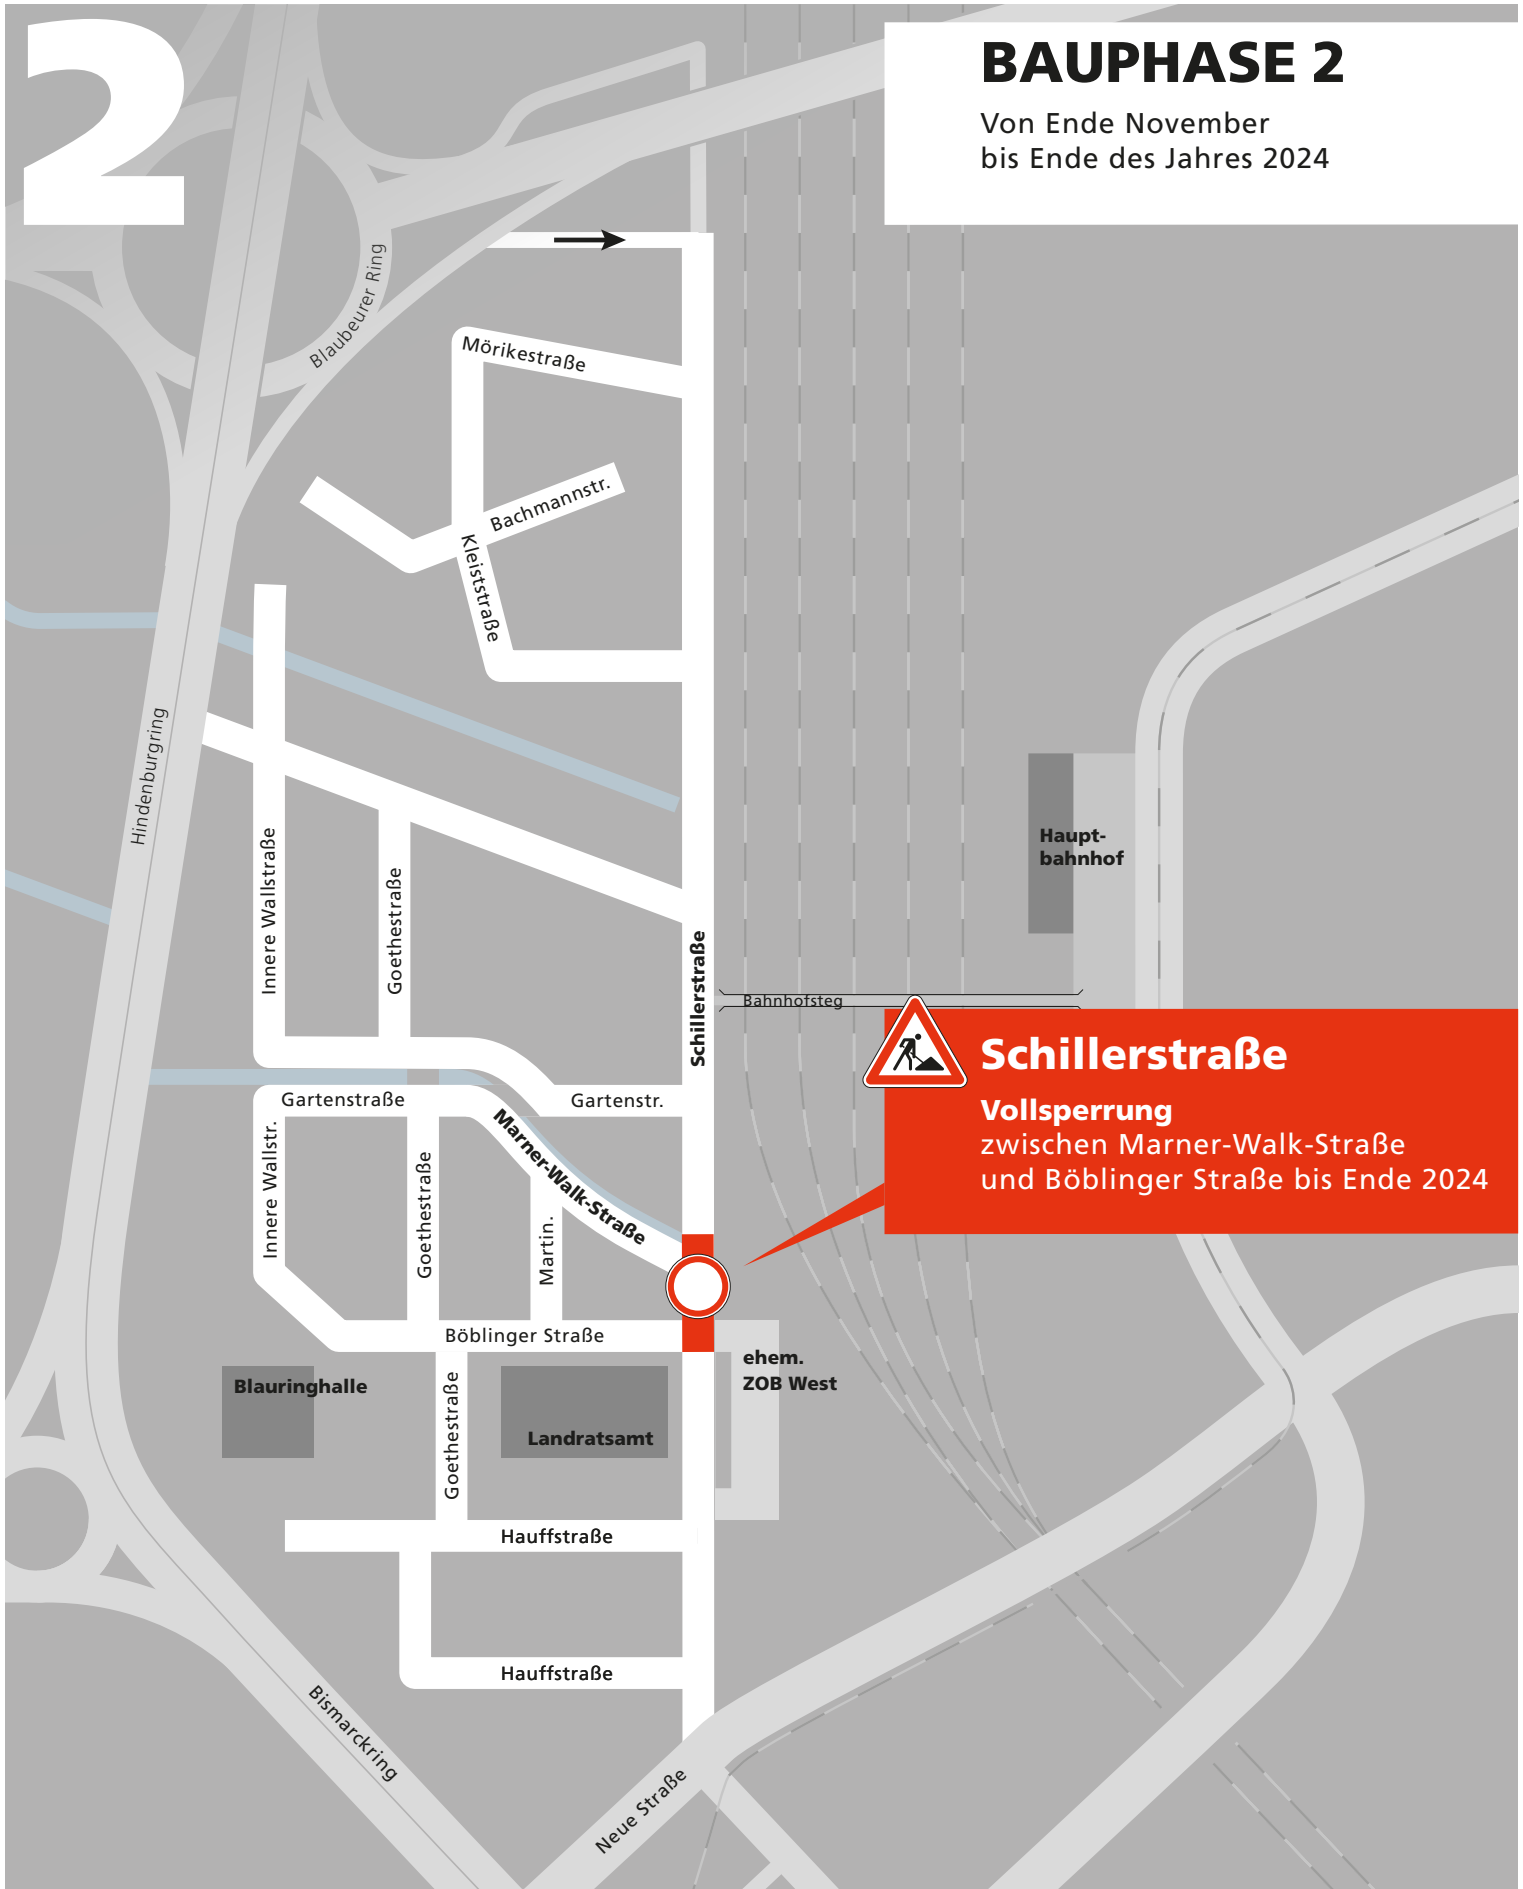 2
BAUPHASE 2
Von Ende November
bis Ende des Jahres 2024
Blaubeurer Ring
Mörikestraße
Bachmannstr.
Kleiststraße
Hindenburgring
Innere Wallstraße
Goethestraße
Schillerstraße
Haupt-
bahnhof
Bahnhofsteg
Schillerstraße
Vollsperrung
zwischen Marner-Walk-Straße
und Böblinger Straße bis Ende 2024
Gartenstraße
Gartenstr.
Marner-Walk-Straße
Innere Wallstr.
Goethestraße
Martin.
Böblinger Straße
ehem.
ZOB West
Blauringhalle
Landratsamt
Goethestraße
Hauffstraße
Hauffstraße
Bismarckring
Neue Straße